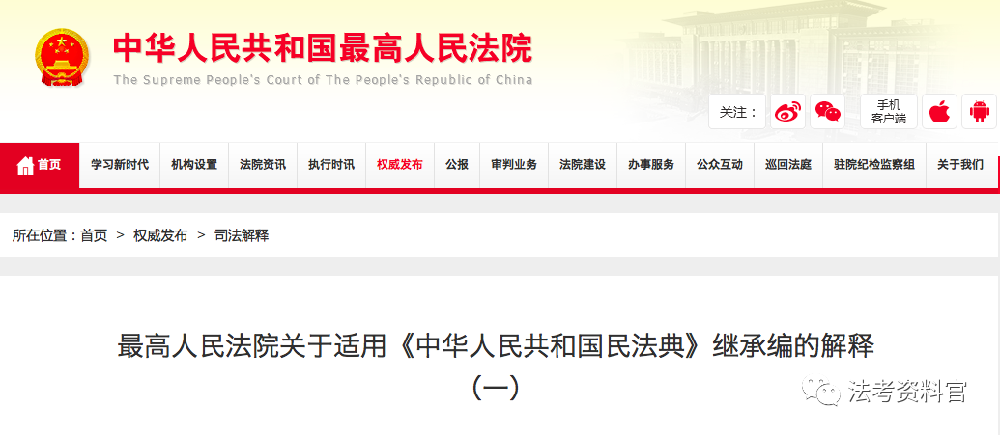 中华人民共和国最高人民法院
The Supreme People's Court of The People's Republic of China
关注：
手机
客户端
首页 学习新时代 机构设置 法院资讯 执行时讯 权威发布 公报 审判业务 法院建设 办事服务 公众互动 巡回法庭 驻院纪检监察组 关于我们
所在位置：首页 > 权威发布 > 司法解释
最高人民法院关于适用《中华人民共和国民法典》继承编的解释
（一）
法考资料官